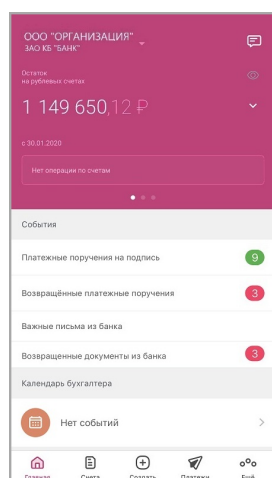 ООО "ОРГАНИЗАЦИЯ"
ЗАО КБ "БАНК"
Остаток
на рублевых счетах
1 149 650,12 ₽
с 30.01.2020
Нет операции по счетам
События
Платежные поручения на подпись 9
Возвращённые платежные поручения 3
Важные письма из банка
Возвращенные документы из банка 3
Календарь бухгалтера
Нет событий
Главная Счета Создать Платежи Ещё